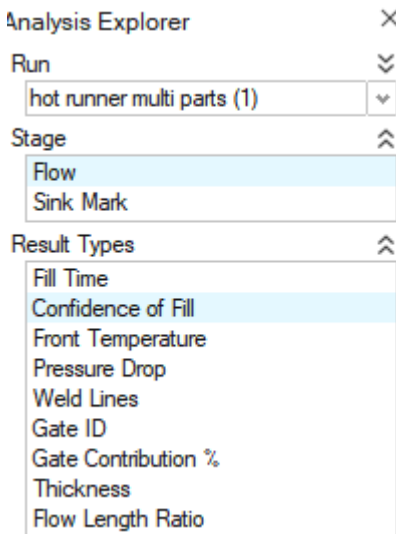 Analysis Explorer
Run
hot runner multi parts (1)
Stage
Flow
Sink Mark
Result Types
Fill Time
Confidence of Fill
Front Temperature
Pressure Drop
Weld Lines
Gate ID
Gate Contribution %
Thickness
Flow Length Ratio